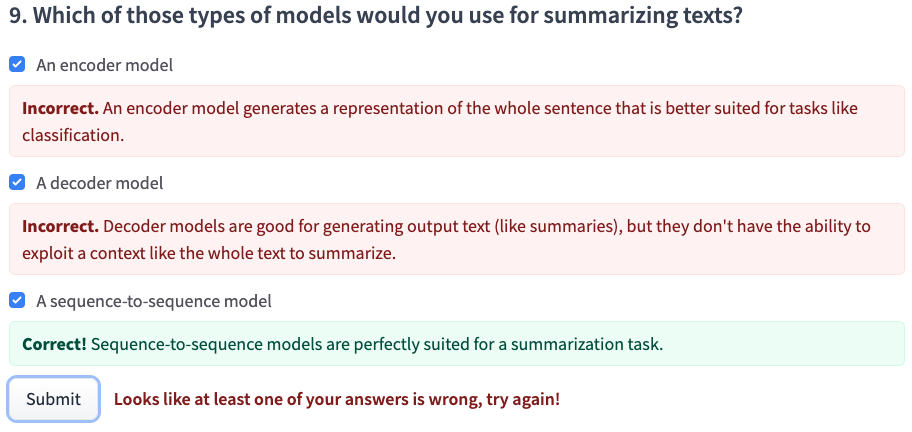 9. Which of those types of models would you use for summarizing texts?
An encoder model
Incorrect. An encoder model generates a representation of the whole sentence that is better suited for tasks like
classification.
A decoder model
Incorrect. Decoder models are good for generating output text (like summaries), but they don't have the ability to
exploit a context like the whole text to summarize.
A sequence-to-sequence model
Correct! Sequence-to-sequence models are perfectly suited for a summarization task.
Submit Looks like at least one of your answers is wrong, try again!